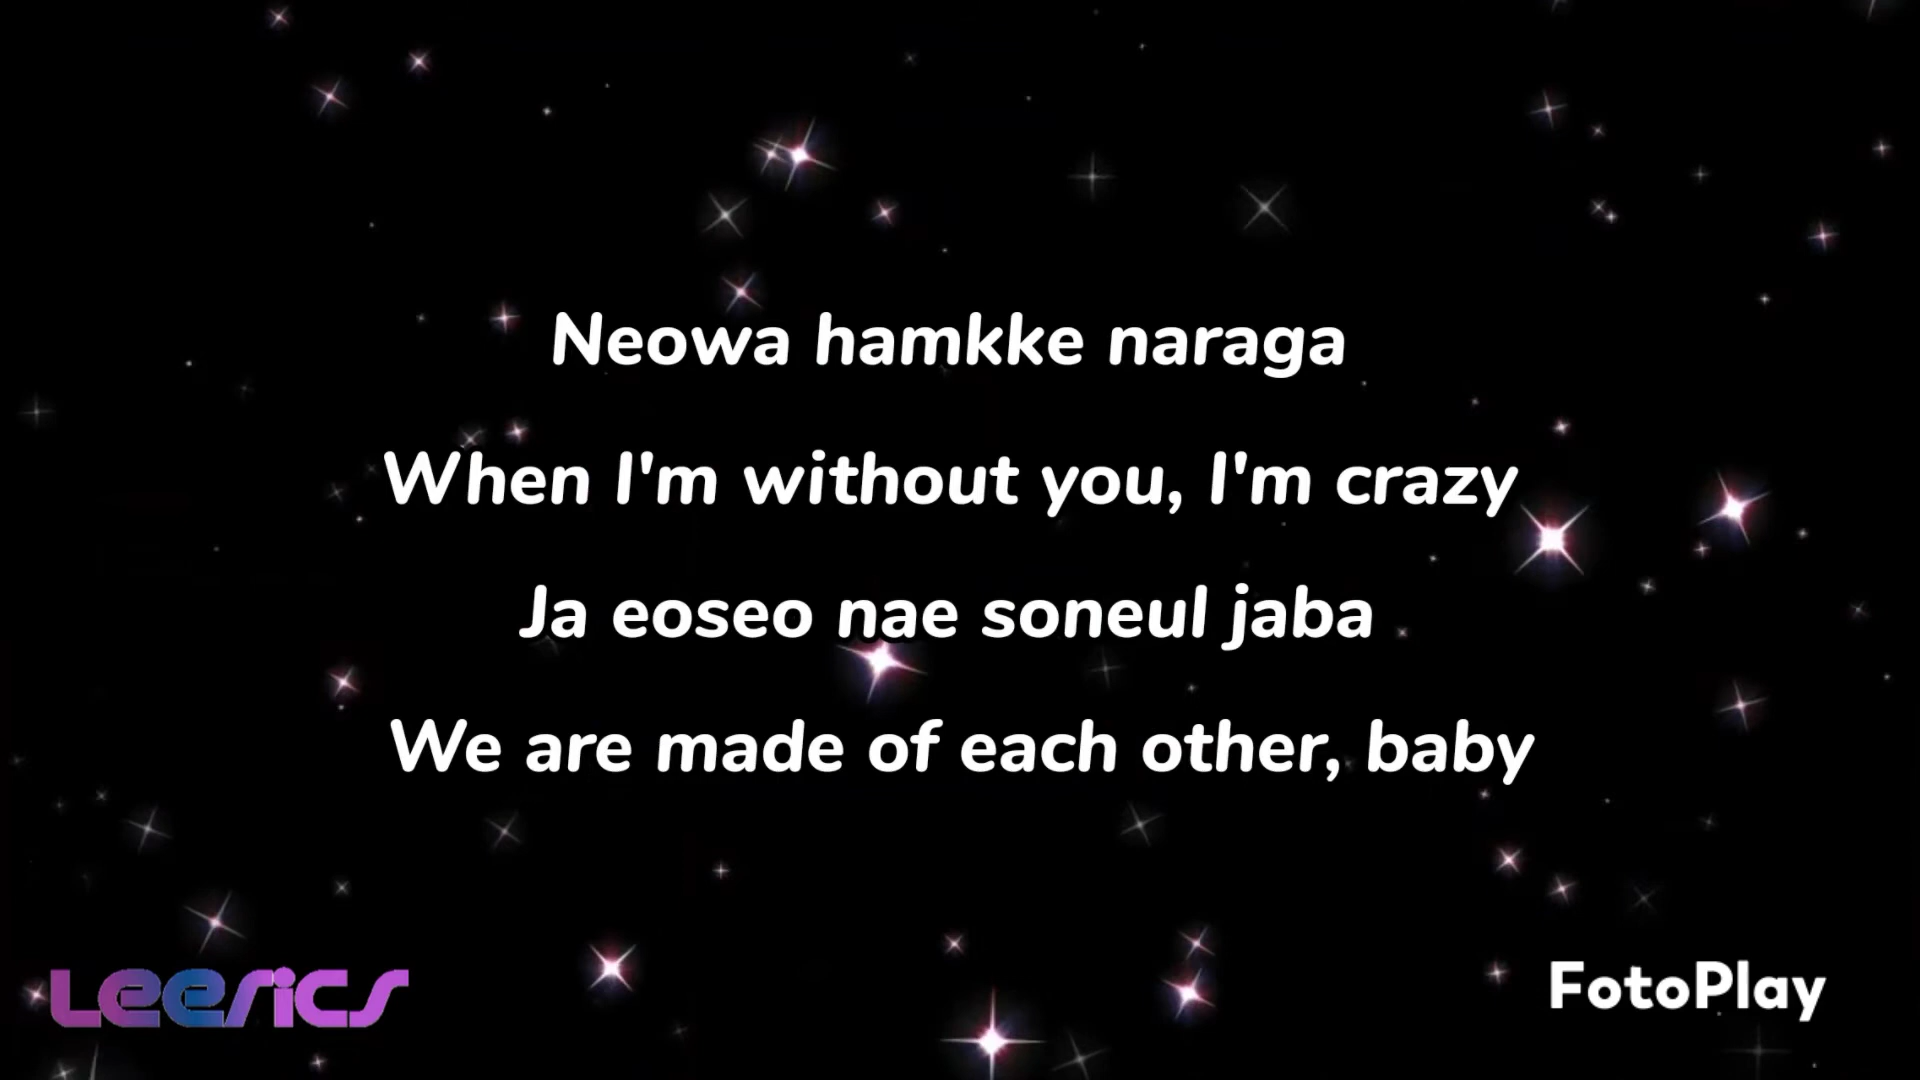 Neowa hamkke naraga
When I'm without you, I'm crazy
Ja eoseo nae soneul jaba
We are made of each other, baby
Leerics
FotoPlay